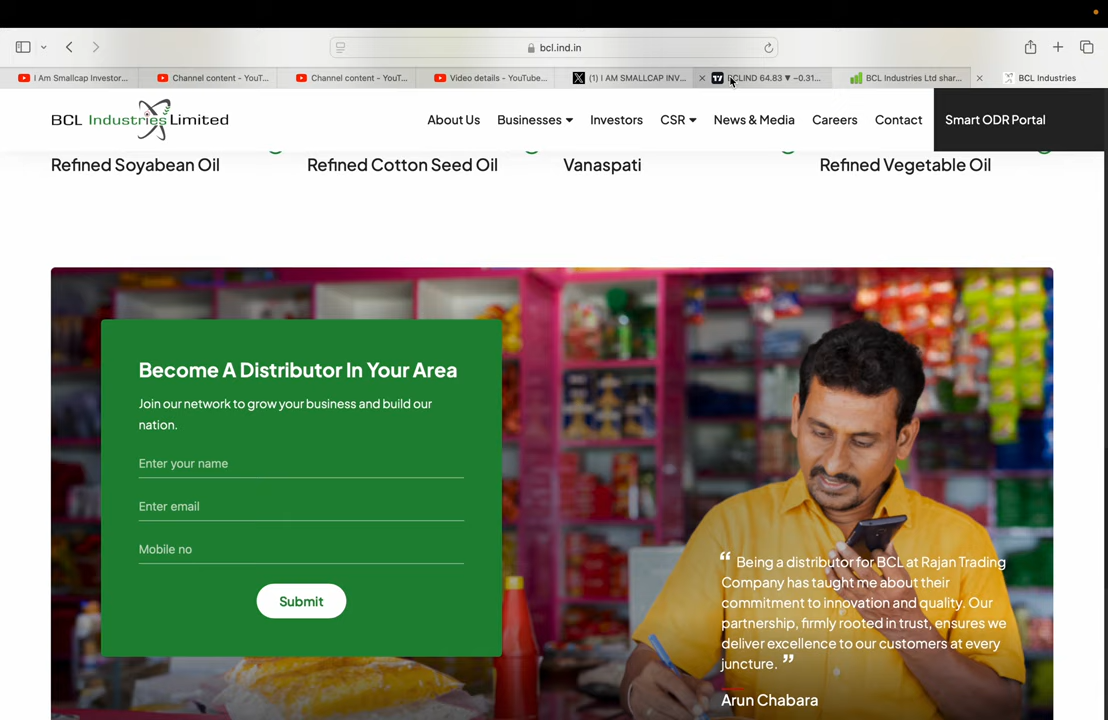 bcl.ind.in
I Am Smallcap Investor...
Channel content - YouT...
Channel content - YouT...
Video details - YouTube...
(1) I AM SMALLCAP INV...
BCLIND 64.83 ▼ −0.31...
BCL Industries Ltd shar...
BCL Industries
BCL Industries Limited
About Us
Businesses
Investors
CSR
News & Media
Careers
Contact
Smart ODR Portal
Refined Soyabean Oil
Refined Cotton Seed Oil
Vanaspati
Refined Vegetable Oil
Become A Distributor In Your Area
Join our network to grow your business and build our
nation.
Enter your name
Enter email
Mobile no
Submit
“ Being a distributor for BCL at Rajan Trading
Company has taught me about their
commitment to innovation and quality. Our
partnership, firmly rooted in trust, ensures we
deliver excellence to our customers at every
juncture. ”
Arun Chabara